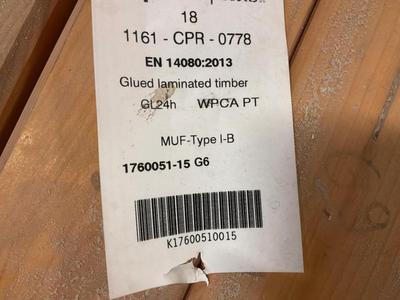 18
1161 - CPR - 0778
EN 14080:2013
Glued laminated timber
GL24h WPCA PT
MUF-Type I-B
1760051-15 G6
K17600510015